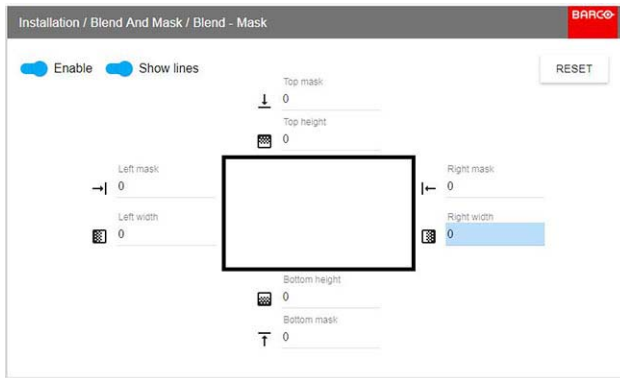 Installation / Blend And Mask / Blend - Mask
BARCO
Enable
Show lines
RESET
Top mask
0
Top height
0
Left mask
0
Right mask
0
Left width
0
Right width
0
Bottom height
0
Bottom mask
0